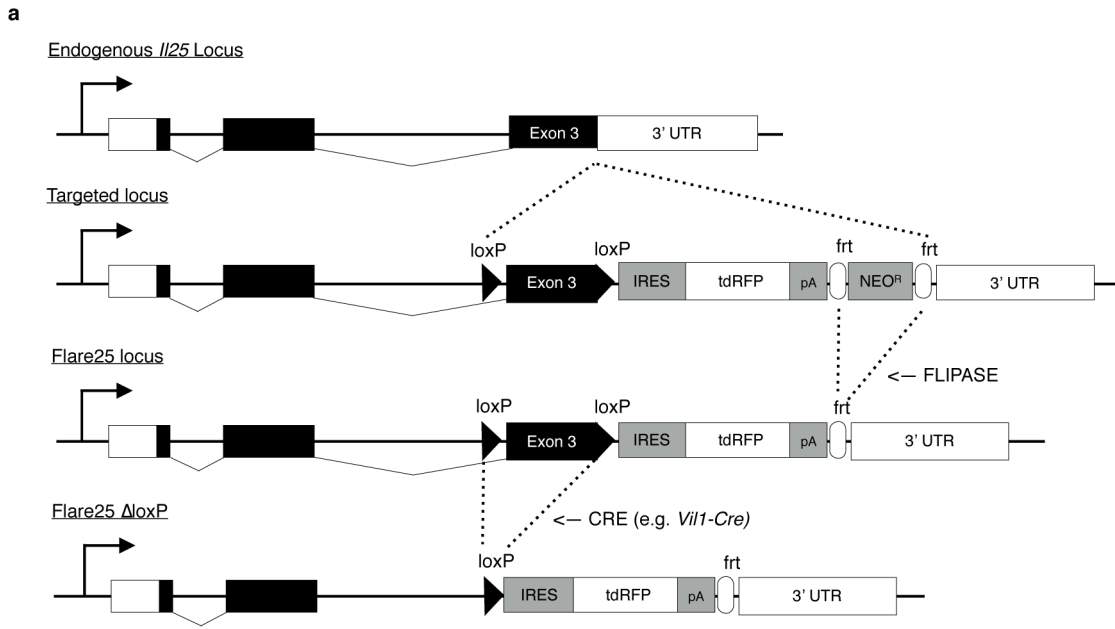 a
Endogenous Il25 Locus
Exon 3 3’ UTR
Targeted locus
loxP loxP frt frt
Exon 3 IRES tdRFP pA NEOR 3’ UTR
Flare25 locus
<— FLIPASE
loxP loxP frt
Exon 3 IRES tdRFP pA 3’ UTR
Flare25 ΔloxP
<— CRE (e.g. Vil1-Cre)
loxP frt
IRES tdRFP pA 3’ UTR